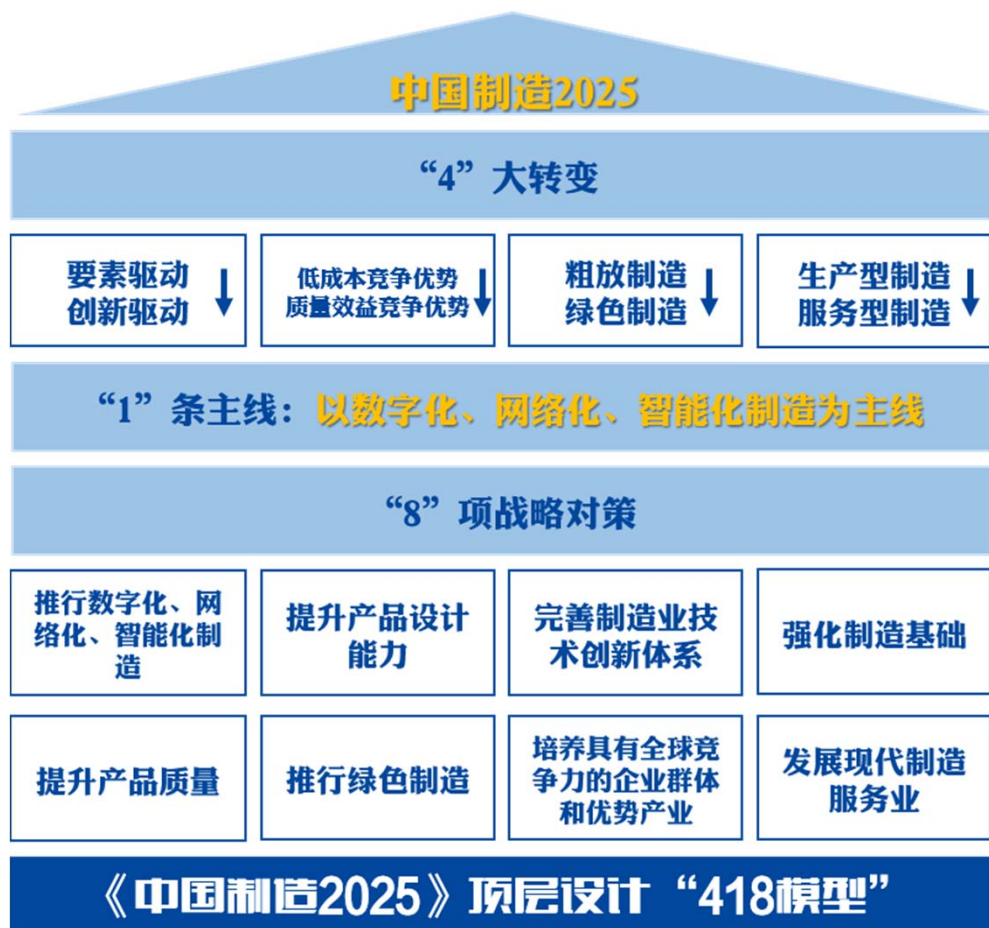 中国制造2025
“4”大转变
要素驱动
创新驱动
低成本竞争优势
质量效益竞争优势
粗放制造
绿色制造
生产型制造
服务型制造
“1”条主线：以数字化、网络化、智能化制造为主线
“8”项战略对策
推行数字化、网
络化、智能化制
造
提升产品设计
能力
完善制造业技
术创新体系
强化制造基础
提升产品质量
推行绿色制造
培养具有全球竞
争力的企业群体
和优势产业
发展现代制造
服务业
《中国制造2025》顶层设计“418模型”